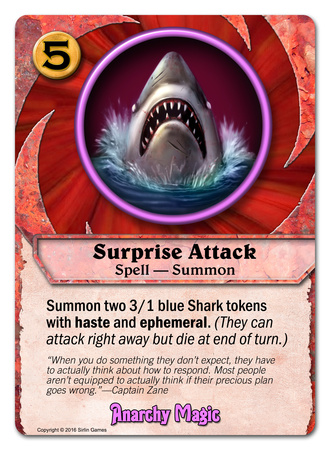 5
Surprise Attack
Spell — Summon
Summon two 3/1 blue Shark tokens
with haste and ephemeral. (They can
attack right away but die at end of turn.)
"When you do something they don't expect, they have
to actually think about how to respond. Most people
aren't equipped to actually think if their precious plan
goes wrong."—Captain Zane
Anarchy Magic
Copyright © 2016 Sirlin Games